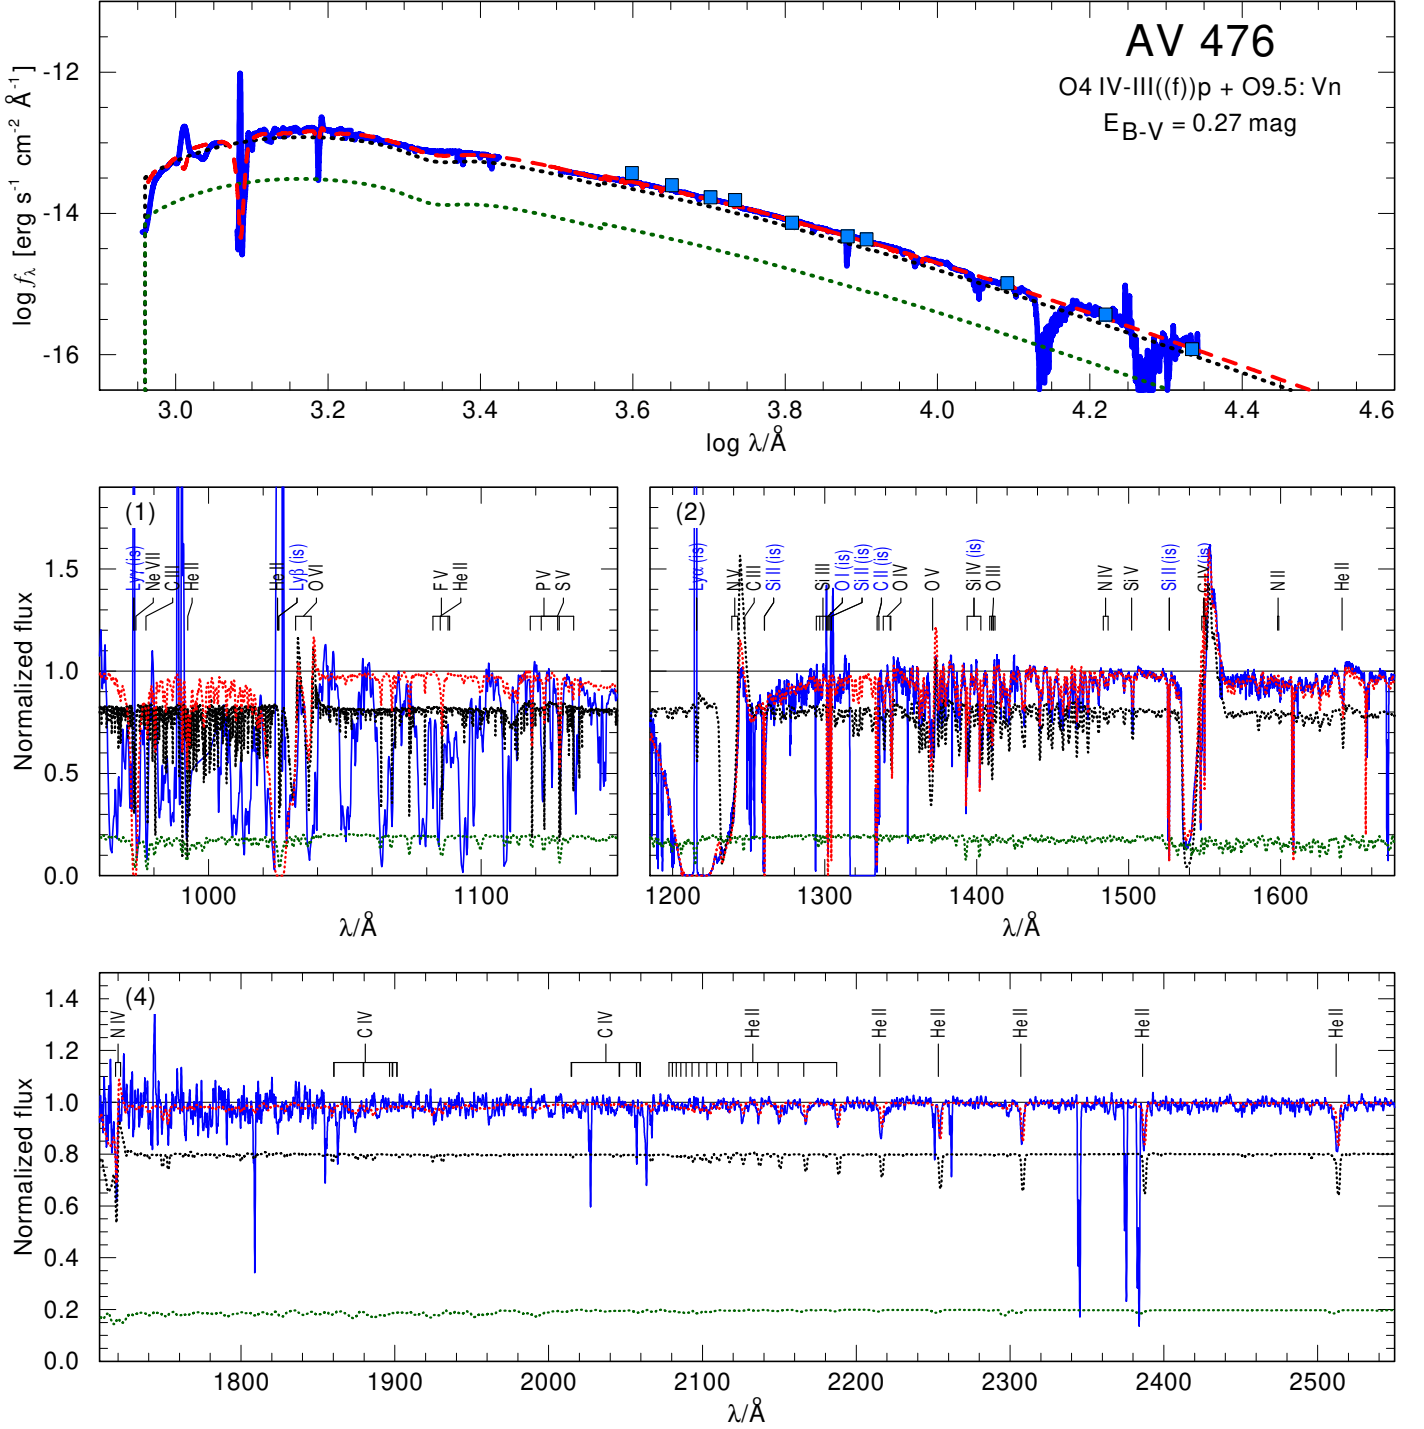 AV 476
O4 IV-III((f))p + O9.5: Vn
E_B-V = 0.27 mag
log f_λ [erg s⁻¹ cm⁻² Å⁻¹]
-12
-13
-14
-15
-16
3.0 3.2 3.4 3.6 3.8 4.0 4.2 4.4 4.6
log λ/Å
(1)
Lyγ (is) Ne VII C III He II He II Lyβ (is) O VI F V He II P V S V
Normalized flux
1.5
1.0
0.5
0.0
1000 1100
λ/Å
(2)
Lyα (is) N V C III Si II (is) Si III O I (is) Si II (is) C II (is) O IV O V Si IV (is) O III N IV Si V Si II (is) C IV (is) N II He II
1200 1300 1400 1500 1600
λ/Å
(4)
N IV C IV C IV He II He II He II He II He II He II
Normalized flux
1.4
1.2
1.0
0.8
0.6
0.4
0.2
0.0
1800 1900 2000 2100 2200 2300 2400 2500
λ/Å